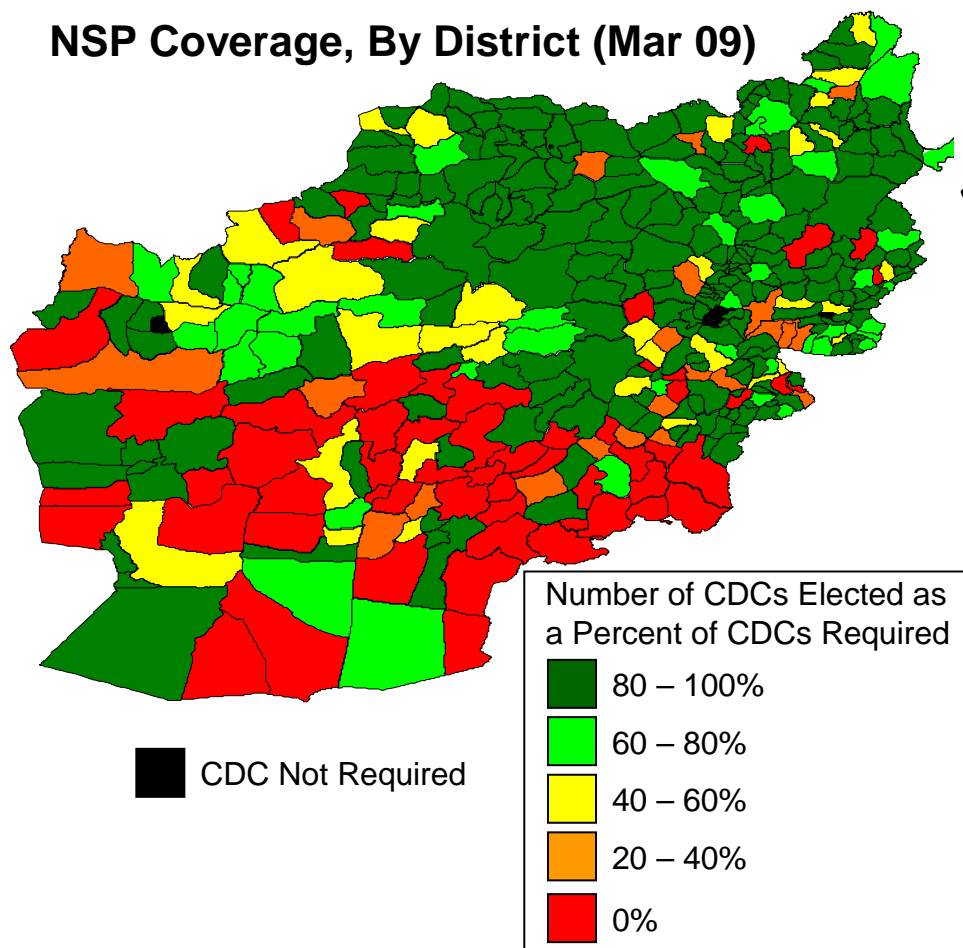 NSP Coverage, By District (Mar 09)
Number of CDCs Elected as
a Percent of CDCs Required
80 – 100%
60 – 80%
CDC Not Required
40 – 60%
20 – 40%
0%